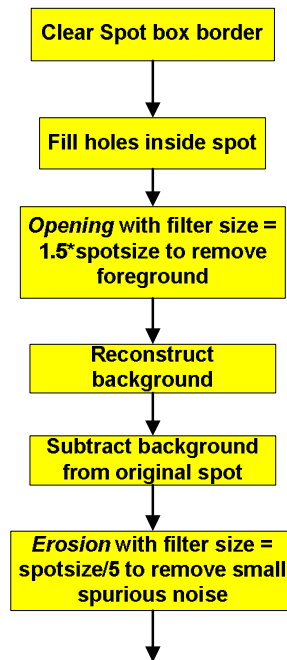 Clear Spot box border
Fill holes inside spot
Opening with filter size =
1.5*spotsize to remove
foreground
Reconstruct
background
Subtract background
from original spot
Erosion with filter size =
spotsize/5 to remove small
spurious noise